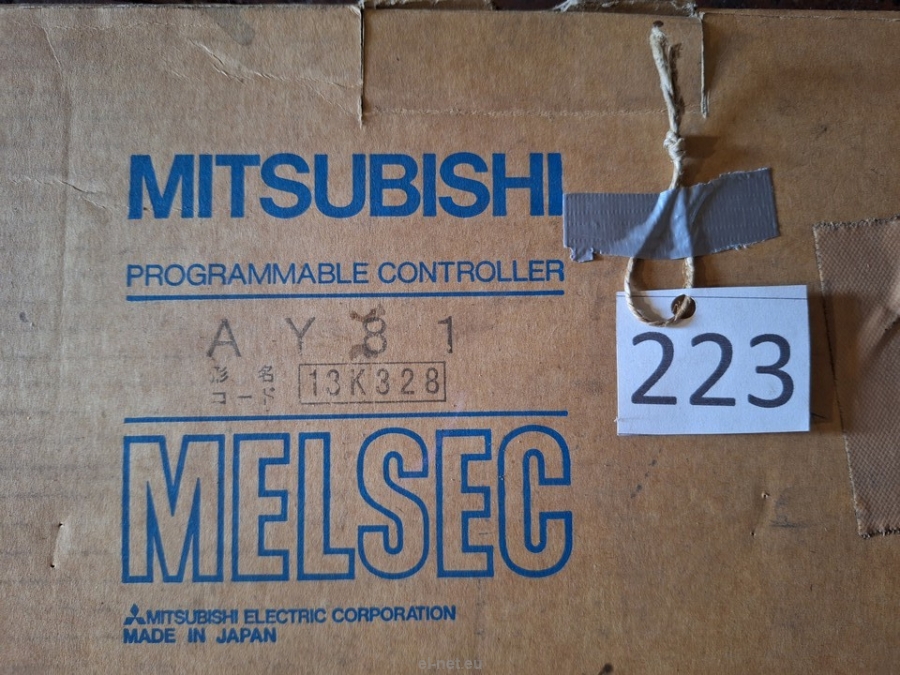 MITSUBISHI
PROGRAMMABLE CONTROLLER
AY81
形名
コード 13K328
223
MELSEC
MITSUBISHI ELECTRIC CORPORATION
MADE IN JAPAN
el-net.eu